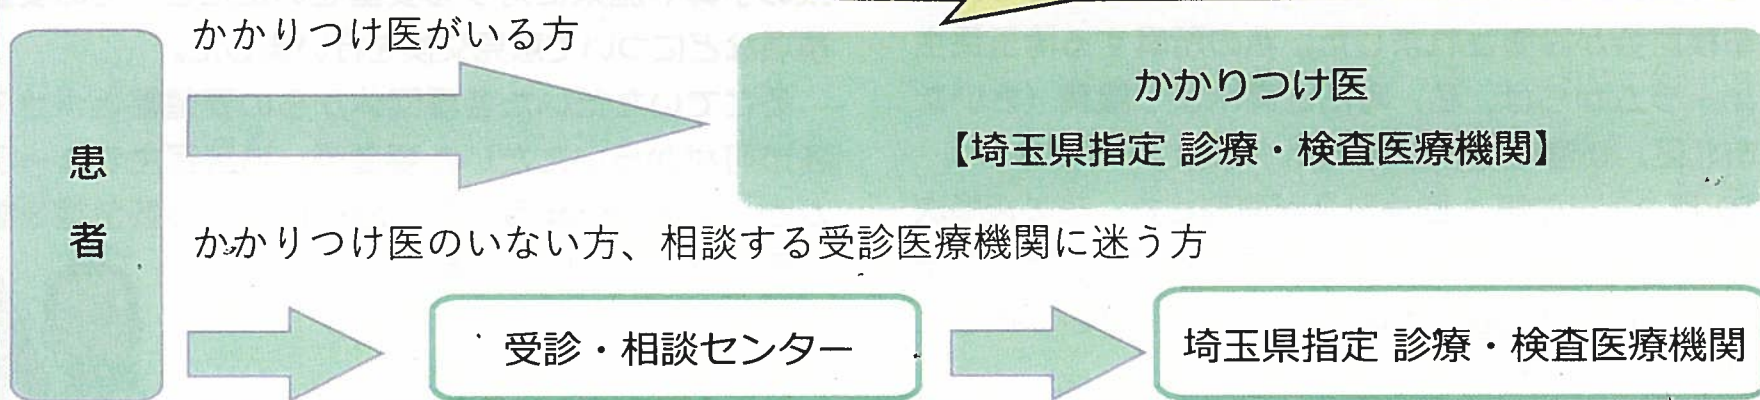 かかりつけ医がいる方
患者
かかりつけ医
【埼玉県指定 診療・検査医療機関】
かかりつけ医のいない方、相談する受診医療機関に迷う方
受診・相談センター
埼玉県指定 診療・検査医療機関